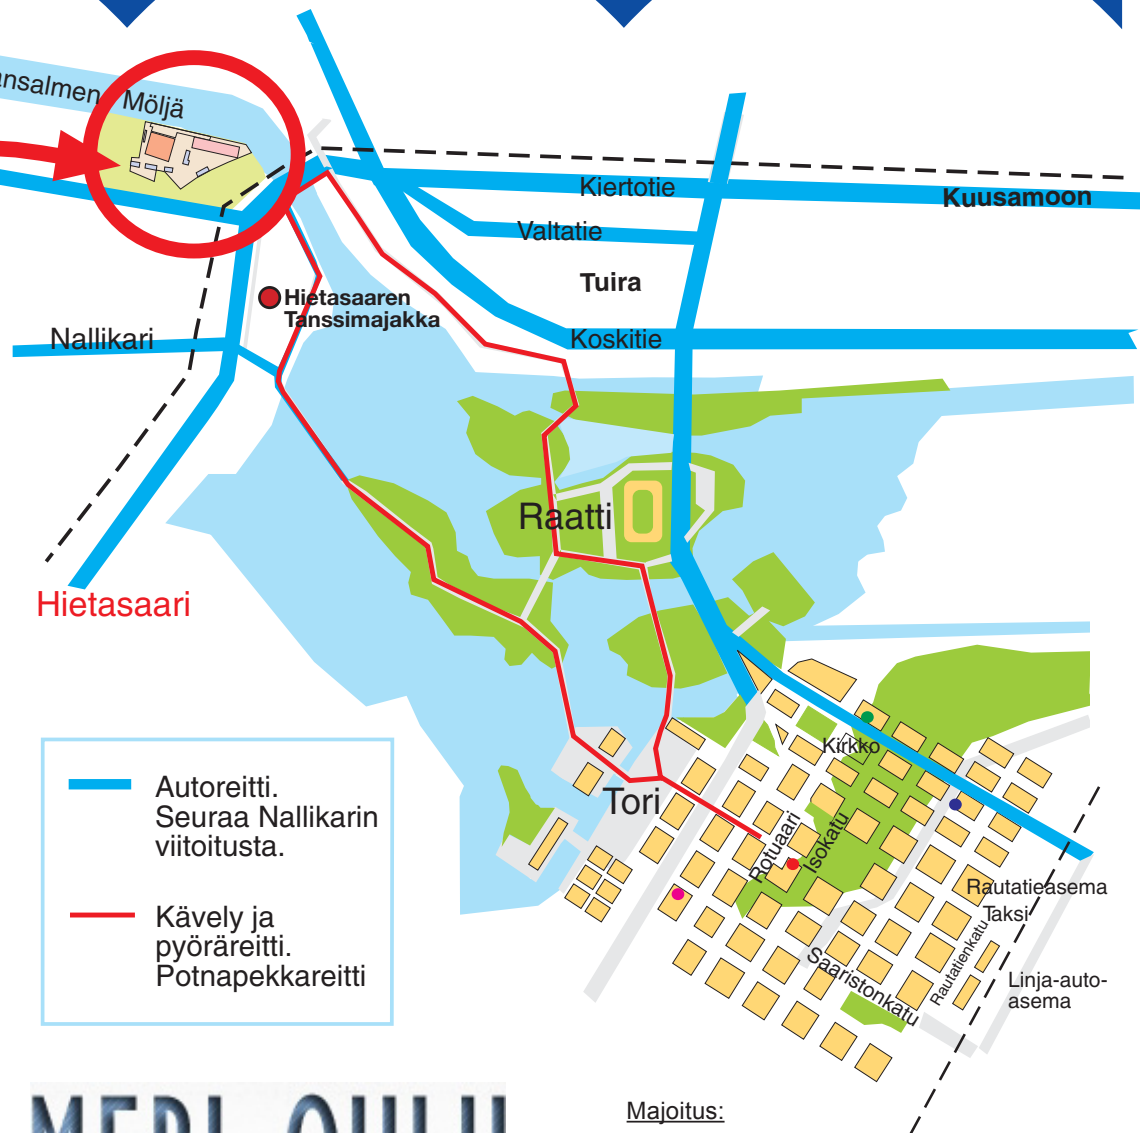 Möljä
Kiertotie
Kuusamoon
Valtatie
Tuira
Hietasaaren
Tanssimajakka
Nallikari
Koskitie
Raatti
Hietasaari
Autoreitti.
Seuraa Nallikarin
viitoitusta.
Kävely ja
pyöräreitti.
Potnapekkareitti
Kirkko
Tori
Rotuaari
Isokatu
Rautatieasema
Taksi
Rautatienkatu
Saaristonkatu
Linja-auto-
asema
Majoitus: